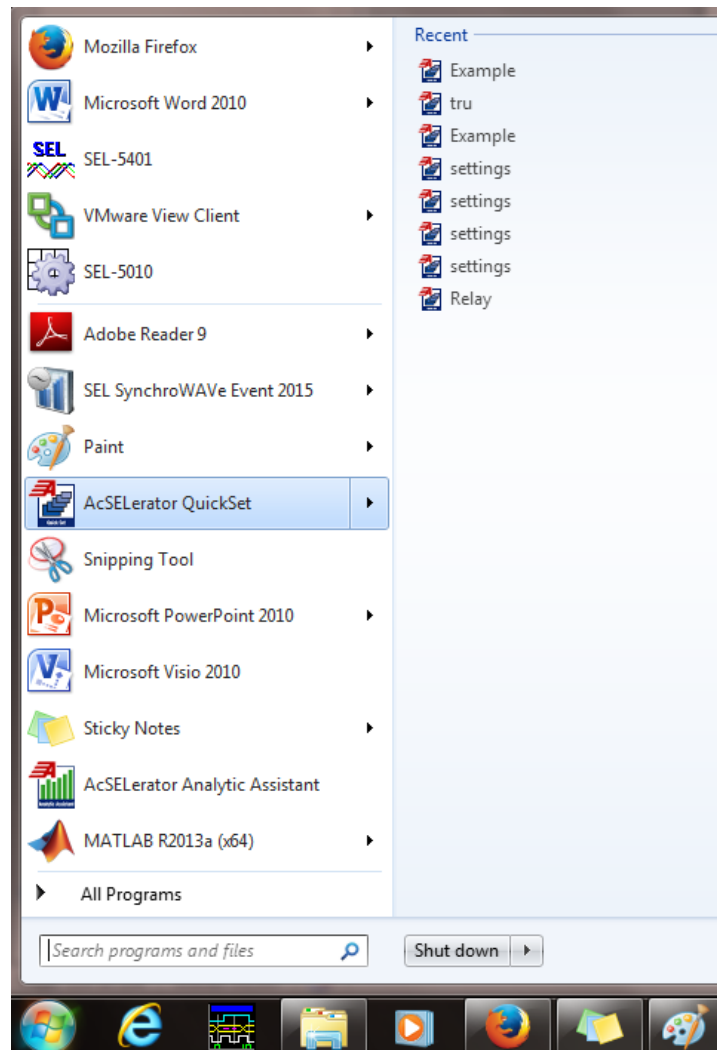 Mozilla Firefox
Microsoft Word 2010
SEL
SEL-5401
VMware View Client
SEL-5010
Adobe Reader 9
SEL SynchroWAVe Event 2015
Paint
AcSELerator QuickSet
Snipping Tool
Microsoft PowerPoint 2010
Microsoft Visio 2010
Sticky Notes
AcSELerator Analytic Assistant
MATLAB R2013a (x64)
All Programs
Search programs and files
Recent
Example
tru
Example
settings
settings
settings
settings
Relay
Shut down